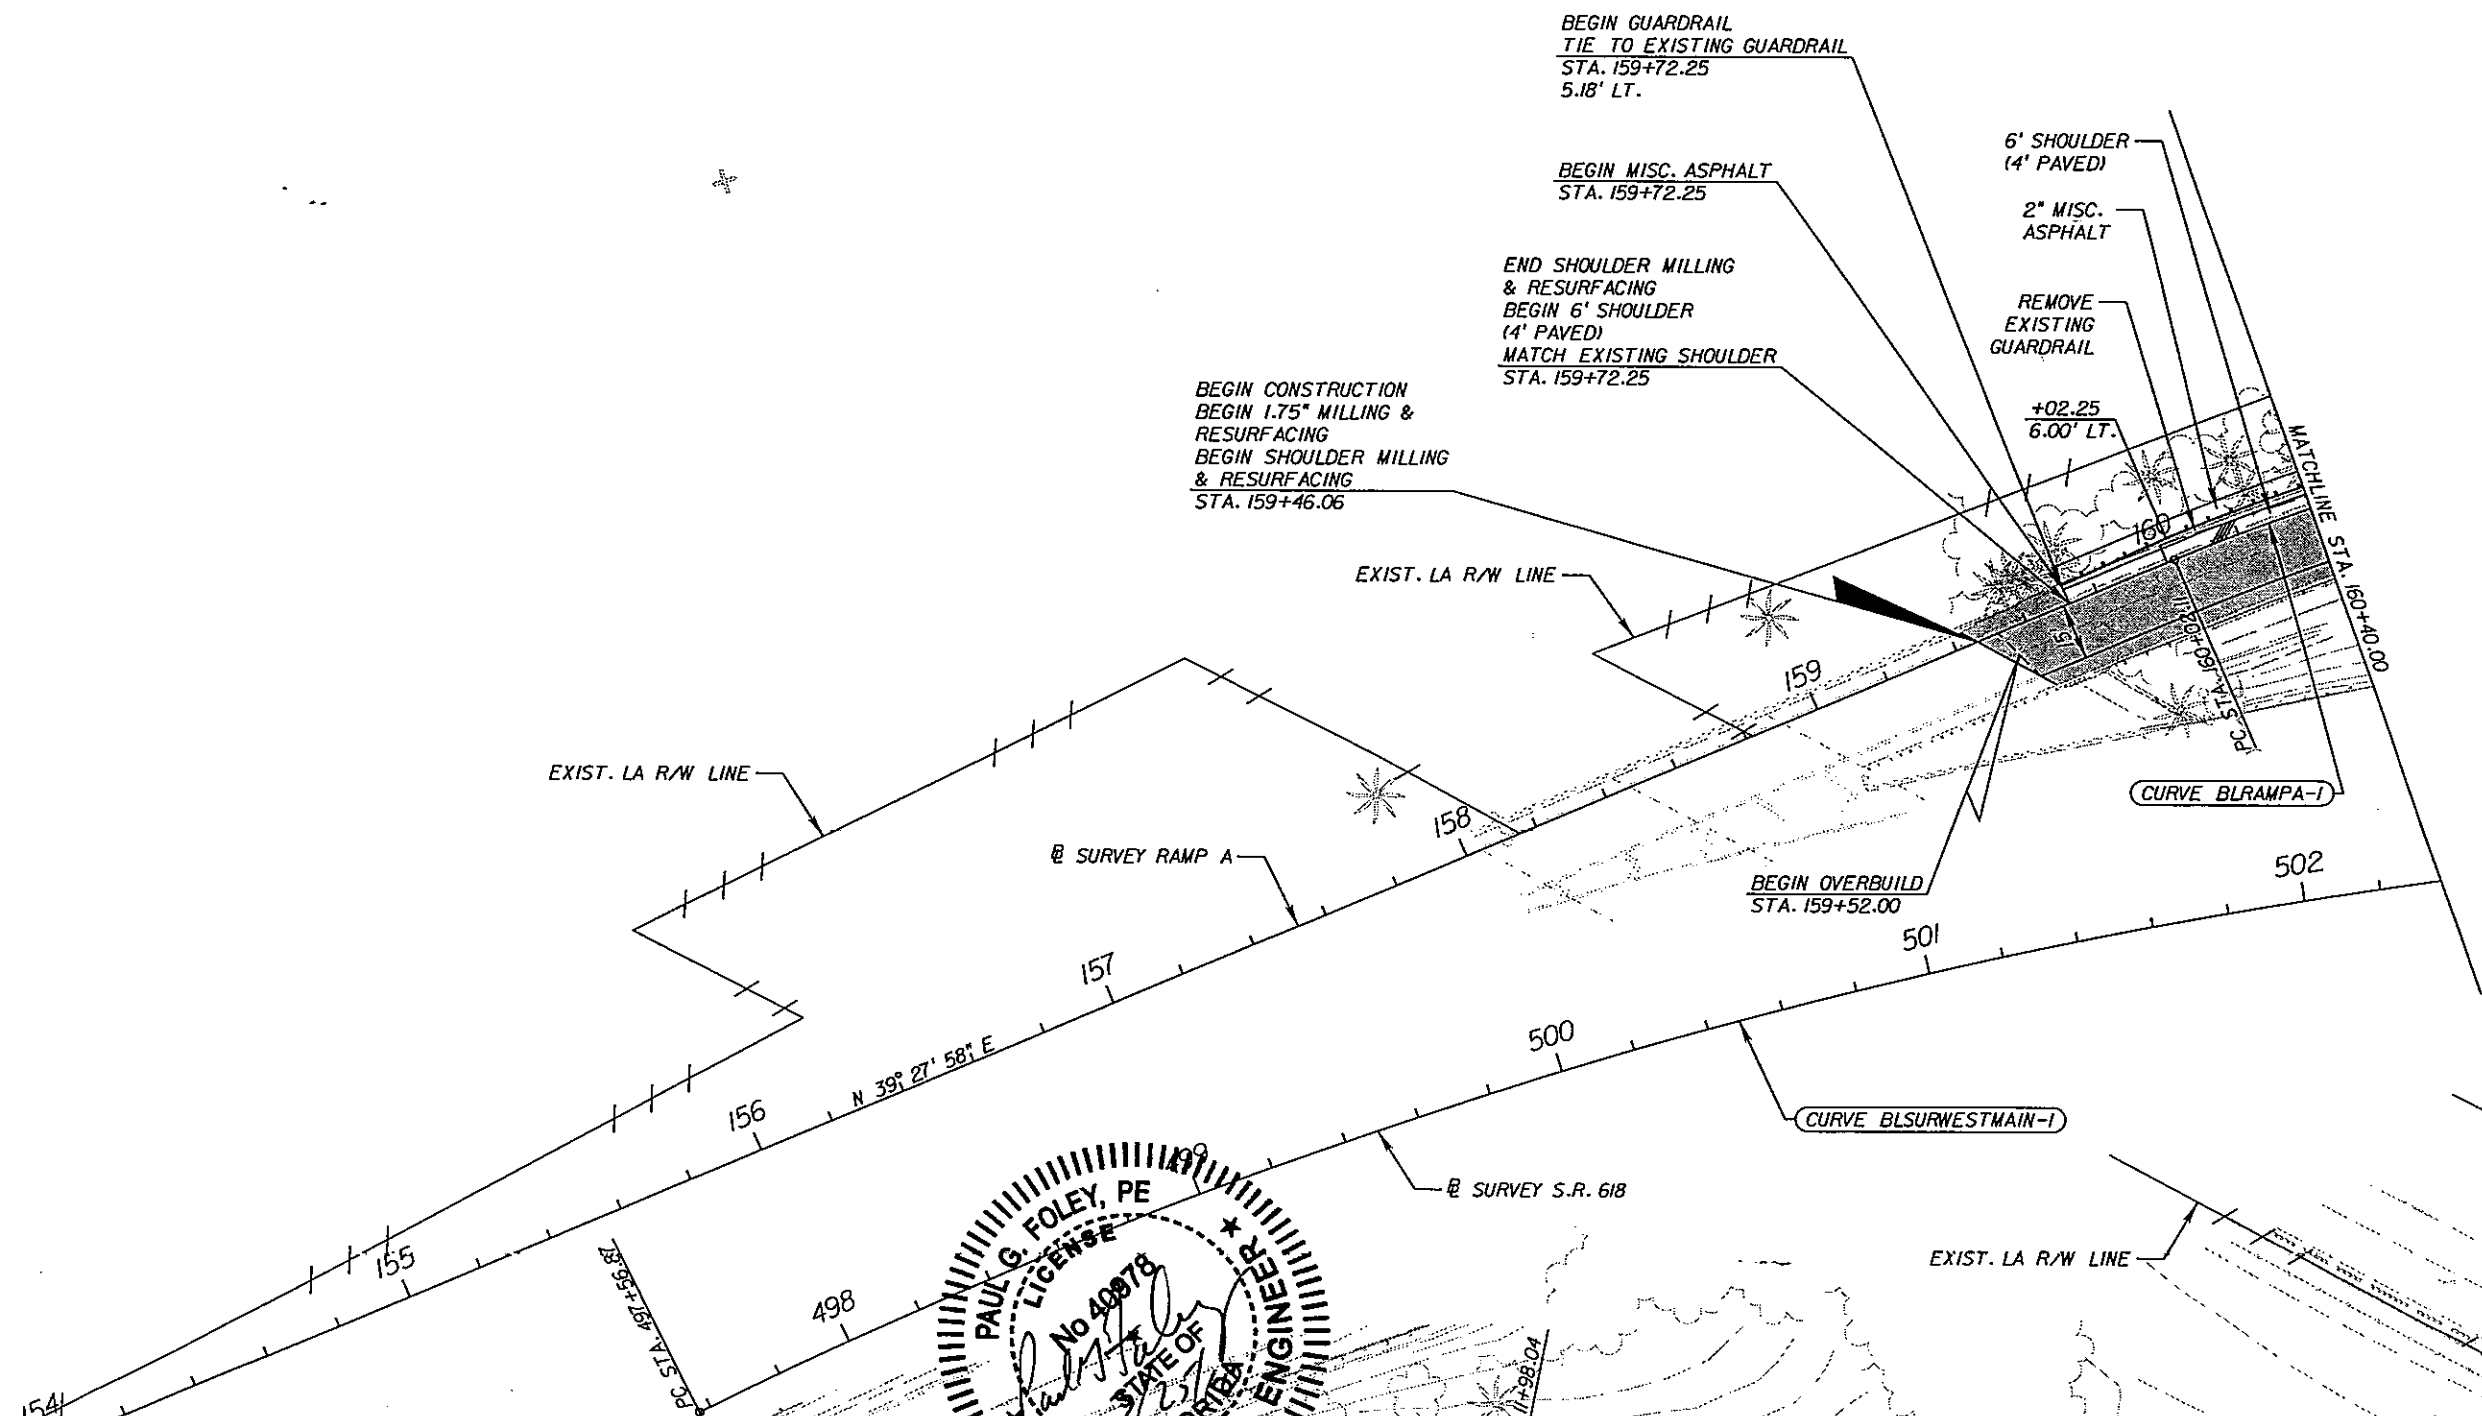 BEGIN GUARDRAIL
TIE TO EXISTING GUARDRAIL
STA. 159+72.25
5.18' LT.
BEGIN MISC. ASPHALT
STA. 159+72.25
END SHOULDER MILLING
& RESURFACING
BEGIN 6' SHOULDER
(4' PAVED)
MATCH EXISTING SHOULDER
STA. 159+72.25
BEGIN CONSTRUCTION
BEGIN 1.75" MILLING &
RESURFACING
BEGIN SHOULDER MILLING
& RESURFACING
STA. 159+46.06
6' SHOULDER
(4' PAVED)
2" MISC.
ASPHALT
REMOVE
EXISTING
GUARDRAIL
+02.25
6.00' LT.
MATCHLINE STA. 160+40.00
160
15'
EXIST. LA R/W LINE
159
PC STA. 160+02.
CURVE BLRAMPA-1
EXIST. LA R/W LINE
158
℄ SURVEY RAMP A
BEGIN OVERBUILD
STA. 159+52.00
502
501
157
500
N 39° 27' 58" E
156
CURVE BLSURWESTMAIN-1
499
℄ SURVEY S.R. 618
EXIST. LA R/W LINE
155
PC STA. 497+56.87
498
PAUL G. FOLEY, PE
LICENSE
No 40978
STATE OF
ENGINEER
11+98.04
154